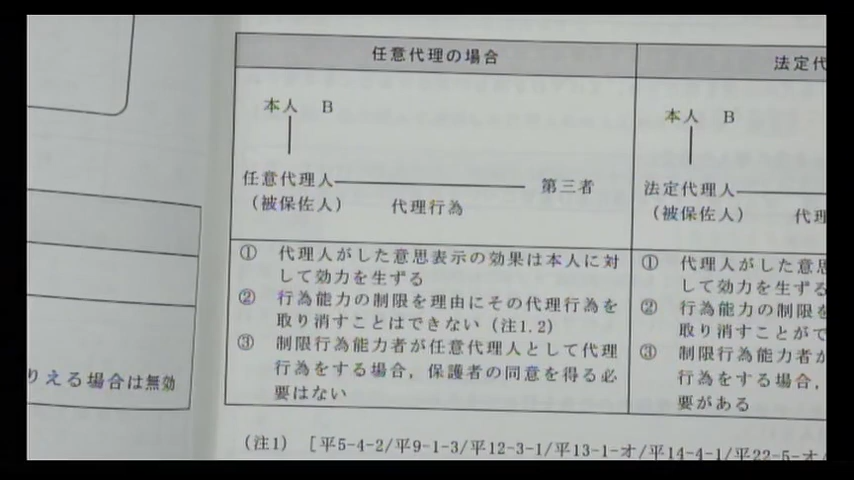 任意代理の場合
本人 B
任意代理人 第三者
(被保佐人) 代理行為
① 代理人がした意思表示の効果は本人に対
して効力を生ずる
② 行為能力の制限を理由にその代理行為を
取り消すことはできない (注1.2)
③ 制限行為能力者が任意代理人として代理
行為をする場合，保護者の同意を得る必
要はない
法定代
本人 B
法定代理人
(被保佐人) 代理
① 代理人がした意思
して効力を生ずる
② 行為能力の制限を
取り消すことがで
③ 制限行為能力者が
行為をする場合，
要がある
りえる場合は無効
(注1) [平5-4-2/平9-1-3/平12-3-1/平13-1-オ/平14-4-1/平22-5-オ